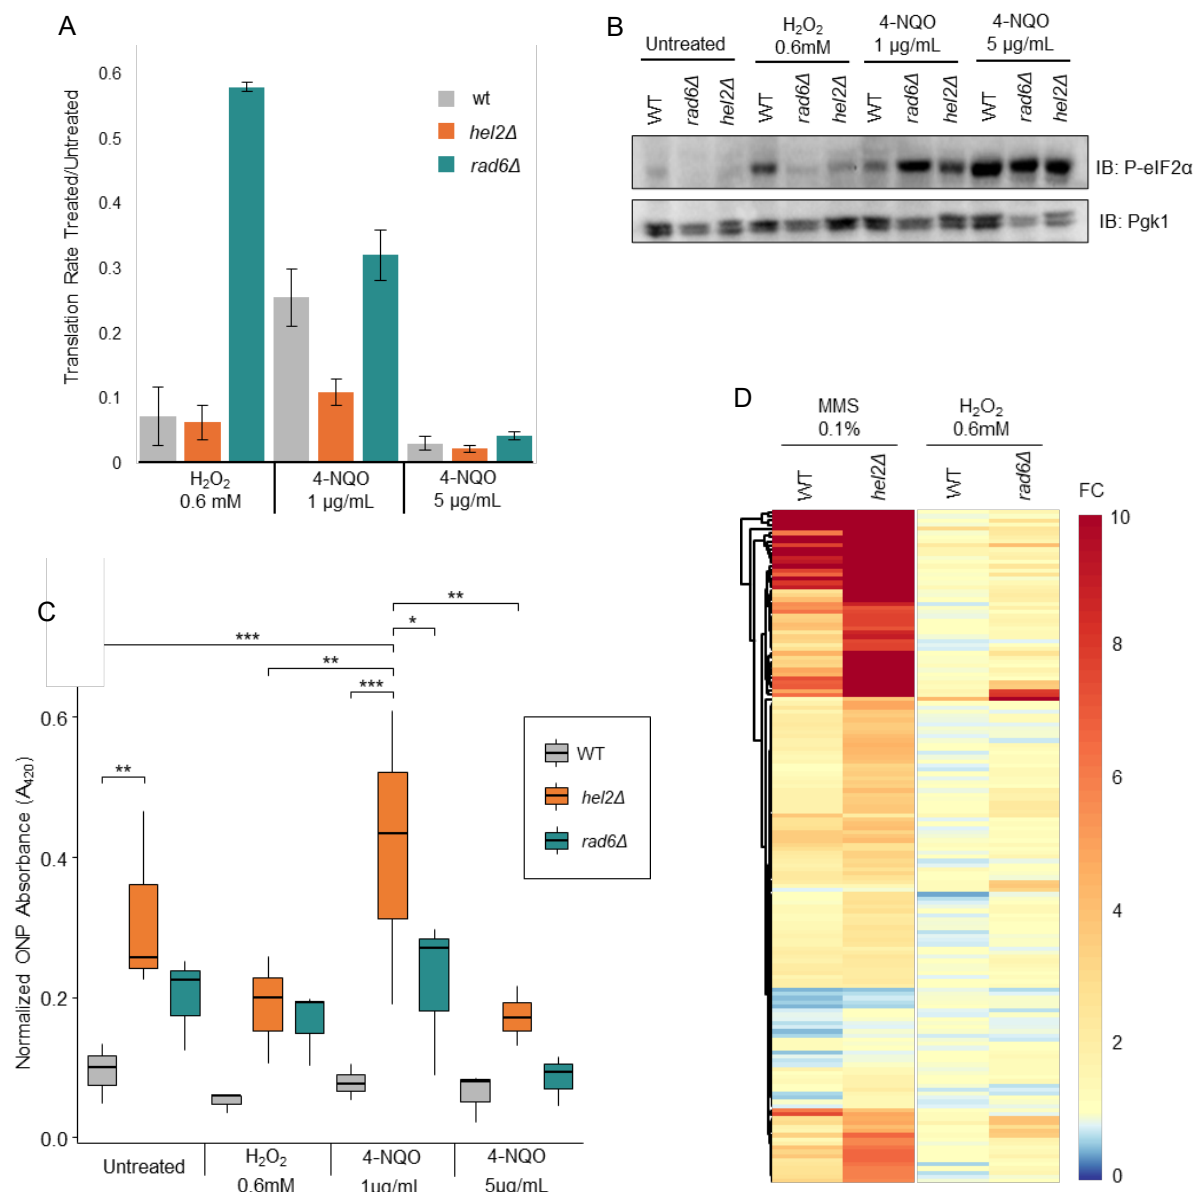 A
Translation Rate Treated/Untreated
0.6
0.5
0.4
0.3
0.2
0.1
0
wt
hel2Δ
rad6Δ
H₂O₂
0.6 mM
4-NQO
1 µg/mL
4-NQO
5 µg/mL
B
Untreated
H₂O₂
0.6mM
4-NQO
1 µg/mL
4-NQO
5 µg/mL
WT
rad6Δ
hel2Δ
WT
rad6Δ
hel2Δ
WT
rad6Δ
hel2Δ
WT
rad6Δ
hel2Δ
IB: P-eIF2α
IB: Pgk1
C
Normalized ONP Absorbance (A₄₂₀)
0.6
0.4
0.2
0.0
**
***
**
***
*
**
WT
hel2Δ
rad6Δ
Untreated
H₂O₂
0.6mM
4-NQO
1µg/mL
4-NQO
5µg/mL
D
MMS
0.1%
H₂O₂
0.6mM
WT
hel2Δ
WT
rad6Δ
FC
10
8
6
4
2
0